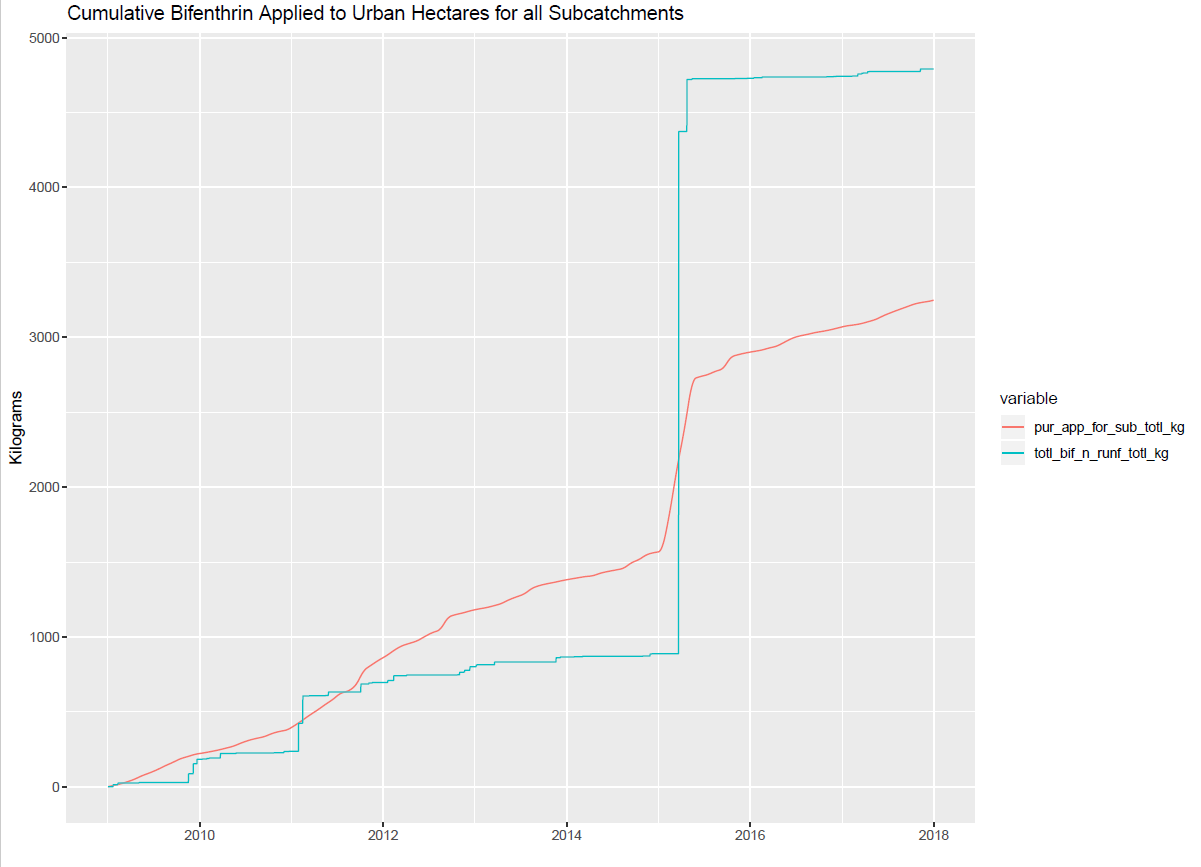 Cumulative Bifenthrin Applied to Urban Hectares for all Subcatchments
5000
4000
3000
2000
1000
0
Kilograms
2010 2012 2014 2016 2018
variable
pur_app_for_sub_totl_kg
totl_bif_n_runf_totl_kg